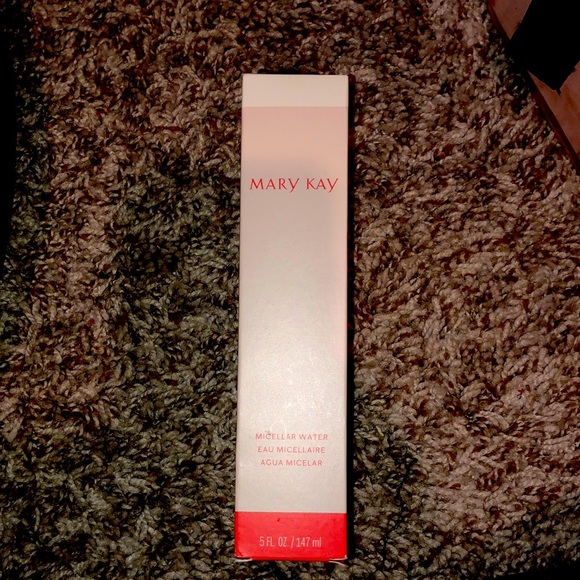 MARY KAY
MICELLAR WATER
EAU MICELLAIRE
AGUA MICELAR
5 FL. OZ. / 147 ml